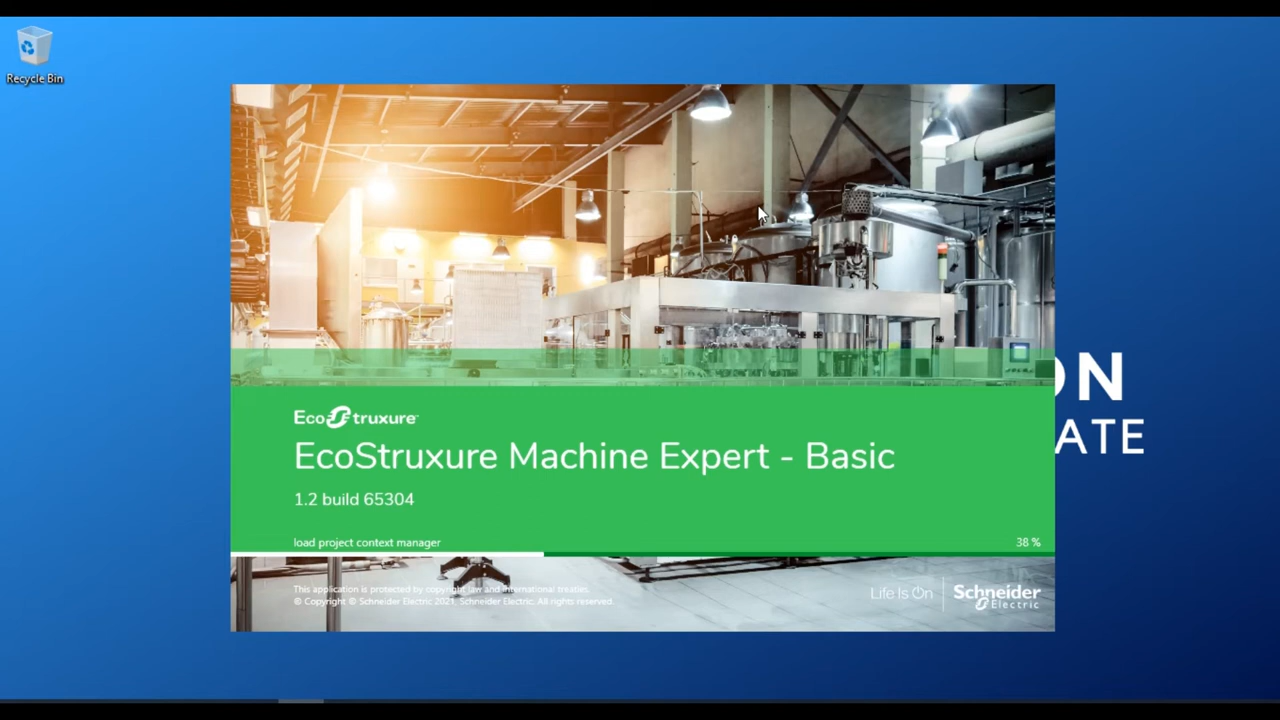 Recycle Bin
ATE
EcoStruxure
EcoStruxure Machine Expert - Basic
1.2 build 65304
load project context manager
38 %
This application is protected by copyright law and international treaties.
© Copyright © Schneider Electric 2021, Schneider Electric. All rights reserved.
Life Is On
Schneider
Electric